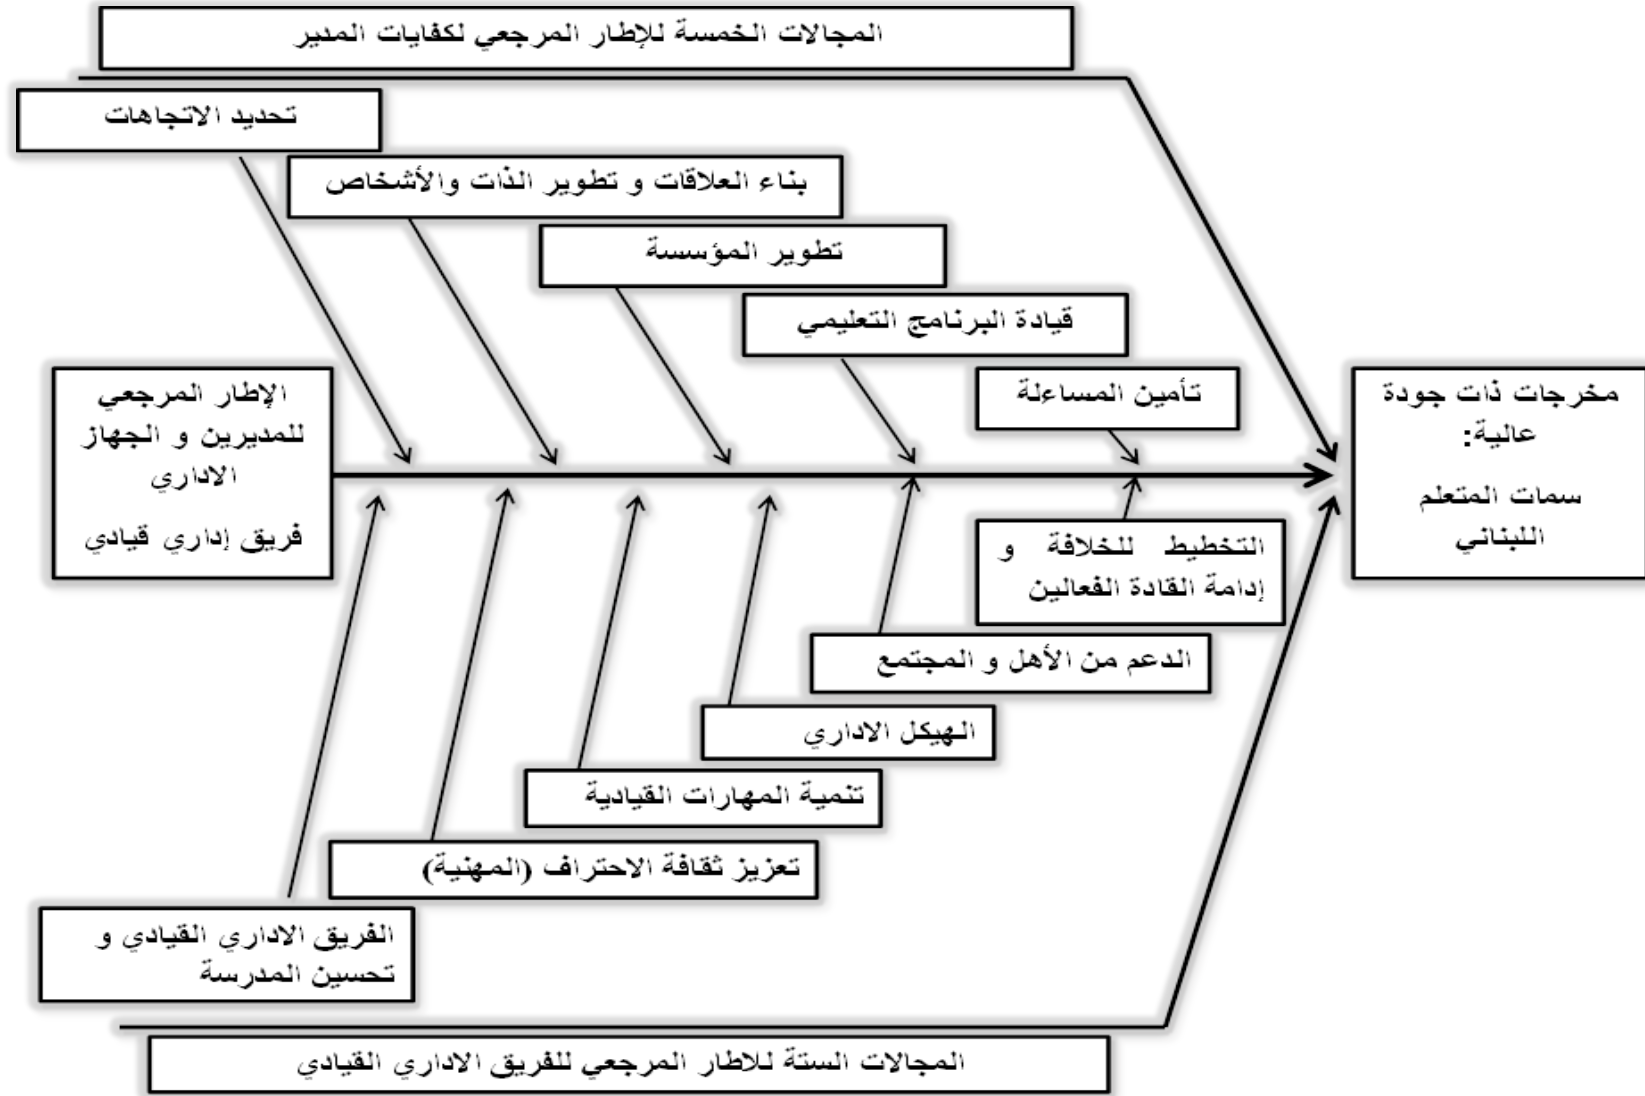 المجالات الخمسة للإطار المرجعي لكفايات المدير
تحديد الاتجاهات
بناء العلاقات و تطوير الذات والأشخاص
تطوير المؤسسة
قيادة البرنامج التعليمي
تأمين المساءلة
الإطار المرجعي
للمديرين و الجهاز
الاداري
فريق إداري قيادي
مخرجات ذات جودة
عالية:
سمات المتعلم
اللبناني
التخطيط للخلافة و
إدامة القادة الفعالين
الدعم من الأهل و المجتمع
الهيكل الاداري
تنمية المهارات القيادية
تعزيز ثقافة الاحتراف (المهنية)
الفريق الاداري القيادي و
تحسين المدرسة
المجالات الستة للاطار المرجعي للفريق الاداري القيادي